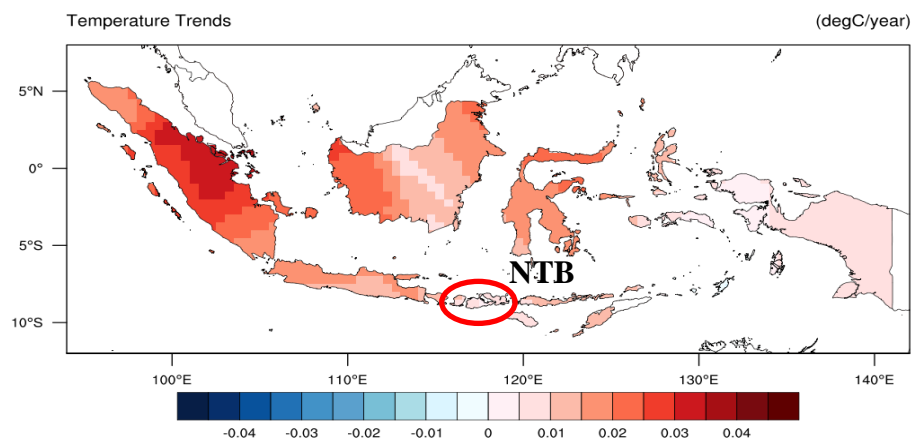 Temperature Trends (degC/year)
5°N
0°
5°S
NTB
10°S
100°E 110°E 120°E 130°E 140°E
-0.04 -0.03 -0.02 -0.01 0 0.01 0.02 0.03 0.04